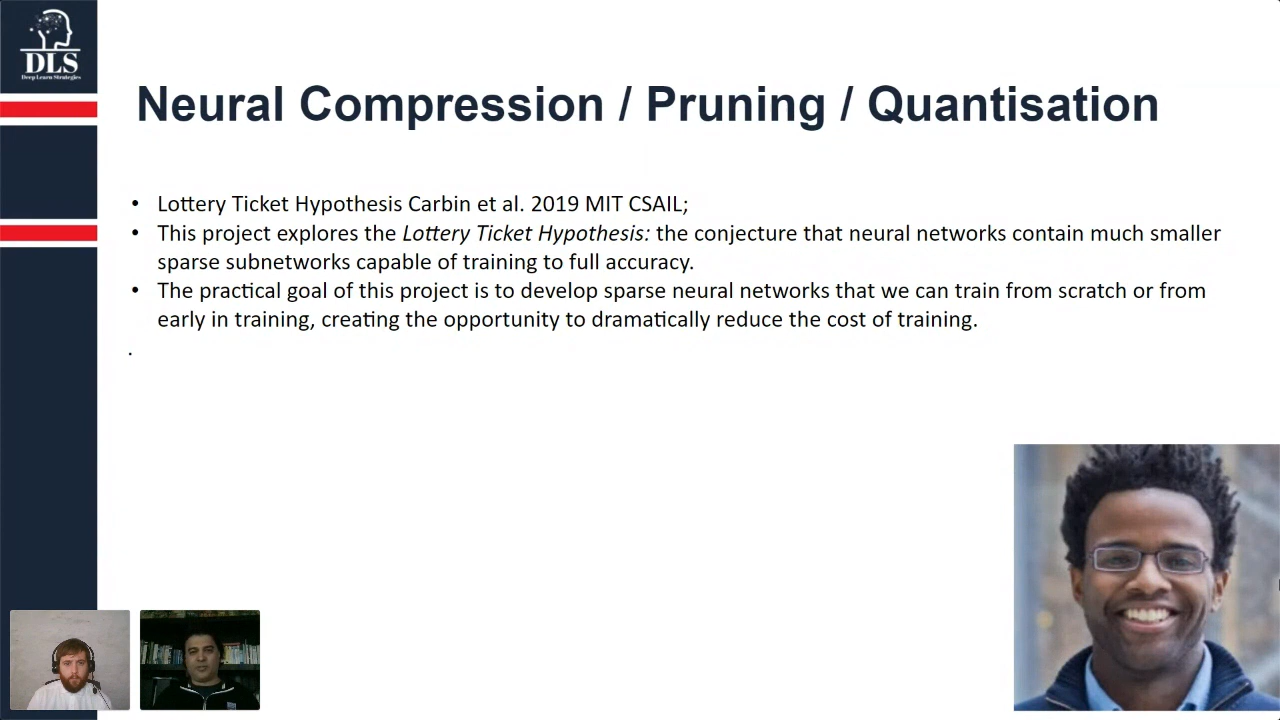 DLS
Deep Learn Strategies
Neural Compression / Pruning / Quantisation
• Lottery Ticket Hypothesis Carbin et al. 2019 MIT CSAIL;
• This project explores the Lottery Ticket Hypothesis: the conjecture that neural networks contain much smaller
sparse subnetworks capable of training to full accuracy.
• The practical goal of this project is to develop sparse neural networks that we can train from scratch or from
early in training, creating the opportunity to dramatically reduce the cost of training.
.